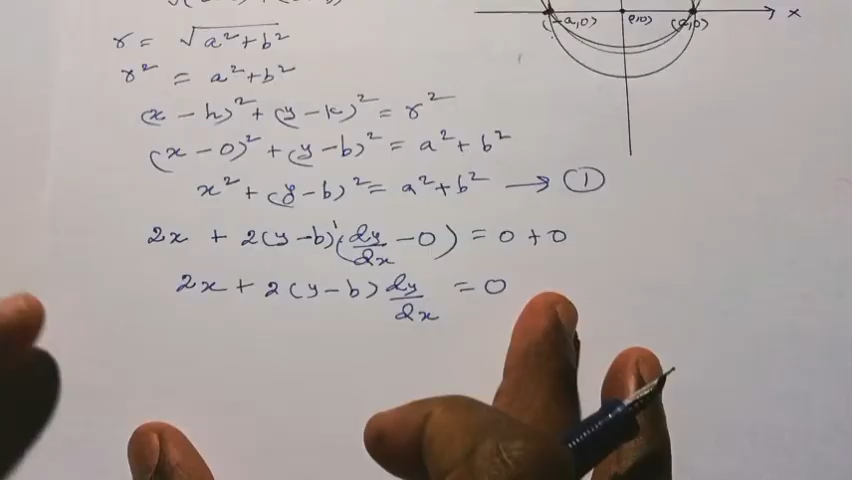 x
(-a,0) (0,0) (a,0)
r = √a²+b²
r² = a²+b²
(x - h)² + (y - k)² = r²
(x - 0)² + (y - b)² = a² + b²
x² + (y - b)² = a² + b² → ①
2x + 2(y - b)¹ (dy/dx - 0) = 0 + 0
2x + 2(y - b) dy/dx = 0